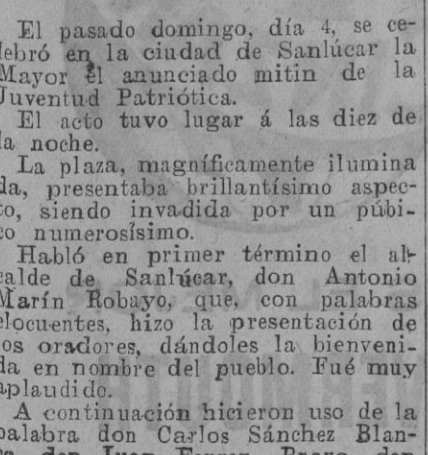 El pasado domingo, día 4, se ce-
lebró en la ciudad de Sanlúcar la
Mayor el anunciado mitin de la
Juventud Patriótica.
El acto tuvo lugar á las diez de
la noche.
La plaza, magníficamente ilumina
da, presentaba brillantísimo aspec-
to, siendo invadida por un púbi-
co numerosísimo.
Habló en primer término el al-
calde de Sanlúcar, don Antonio
Marín Robayo, que, con palabras
elocuentes, hizo la presentación de
los oradores, dándoles la bienveni-
da en nombre del pueblo. Fué muy
aplaudido.
A continuación hicieron uso de la
palabra don Carlos Sánchez Blan-